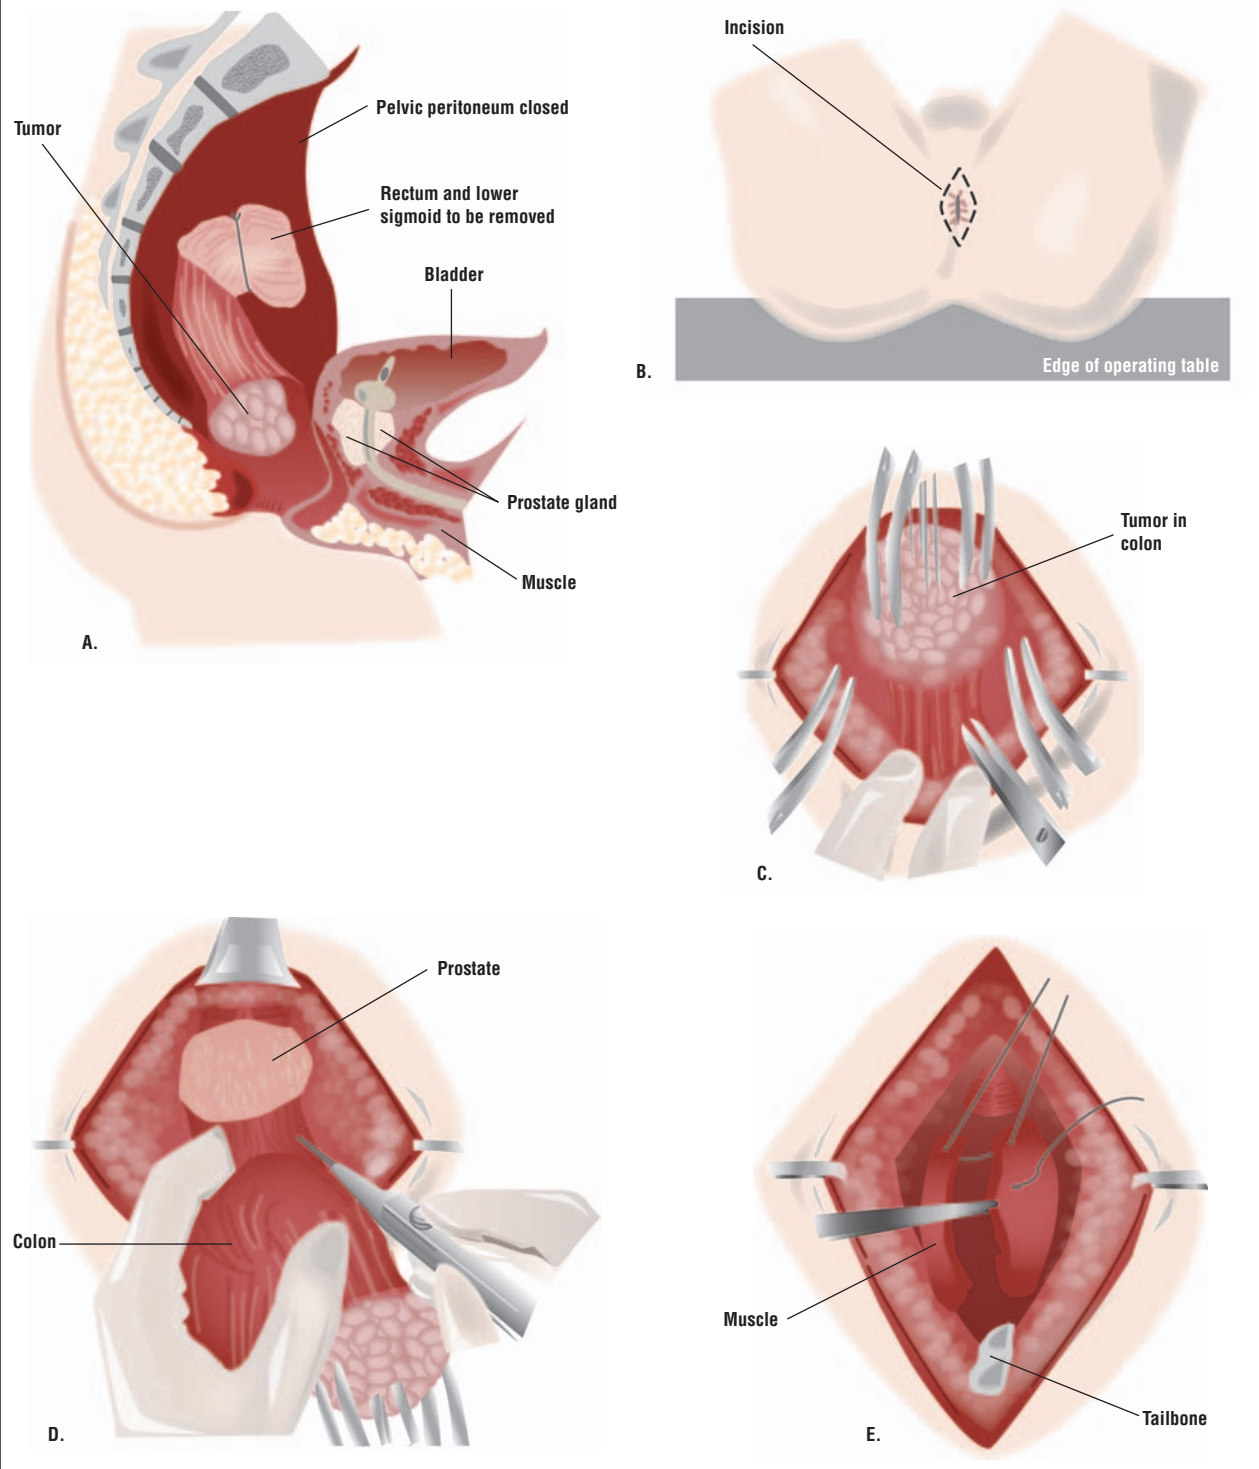 Tumor
Pelvic peritoneum closed
Rectum and lower
sigmoid to be removed
Bladder
Prostate gland
Muscle
A.
Incision
Edge of operating table
B.
Tumor in
colon
C.
Prostate
Colon
D.
Muscle
Tailbone
E.